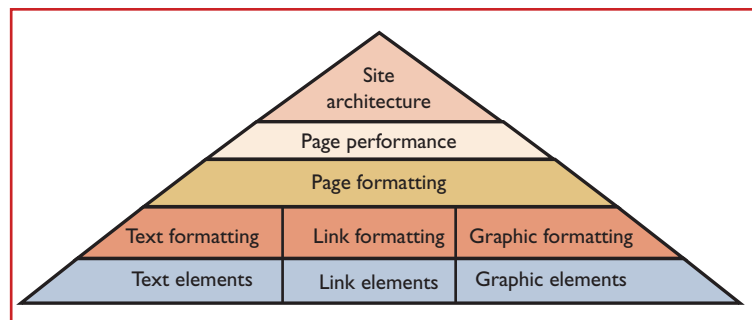 Site
architecture
Page performance
Page formatting
Text formatting Link formatting Graphic formatting
Text elements Link elements Graphic elements